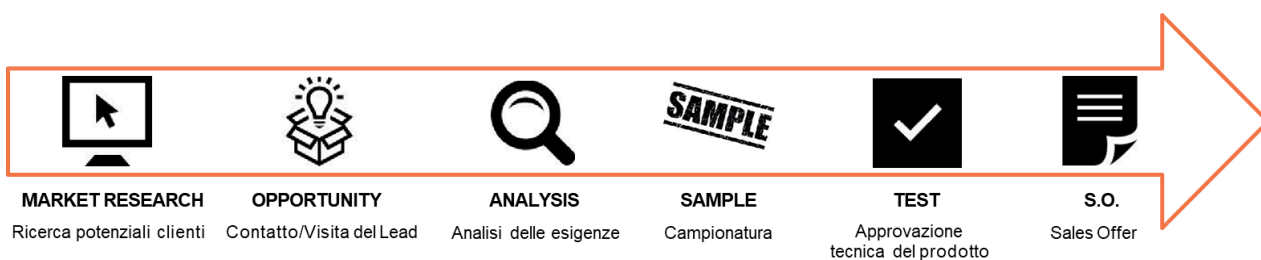 SAMPLE
MARKET RESEARCH
OPPORTUNITY
ANALYSIS
SAMPLE
TEST
S.O.
Ricerca potenziali clienti
Contatto/Visita del Lead
Analisi delle esigenze
Campionatura
Approvazione
tecnica del prodotto
Sales Offer